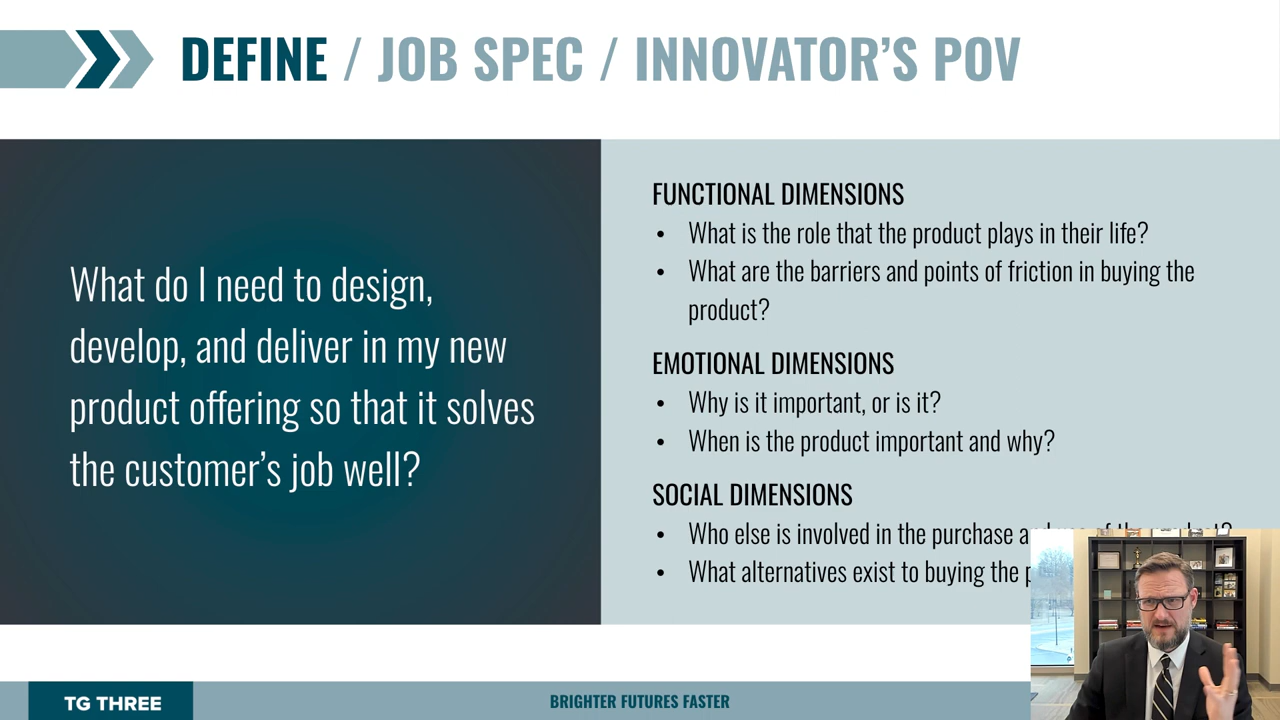 DEFINE / JOB SPEC / INNOVATOR'S POV
What do I need to design,
develop, and deliver in my new
product offering so that it solves
the customer's job well?
FUNCTIONAL DIMENSIONS
• What is the role that the product plays in their life?
• What are the barriers and points of friction in buying the
product?
EMOTIONAL DIMENSIONS
• Why is it important, or is it?
• When is the product important and why?
SOCIAL DIMENSIONS
• Who else is involved in the purchase
• What alternatives exist to buying the
TG THREE
BRIGHTER FUTURES FASTER